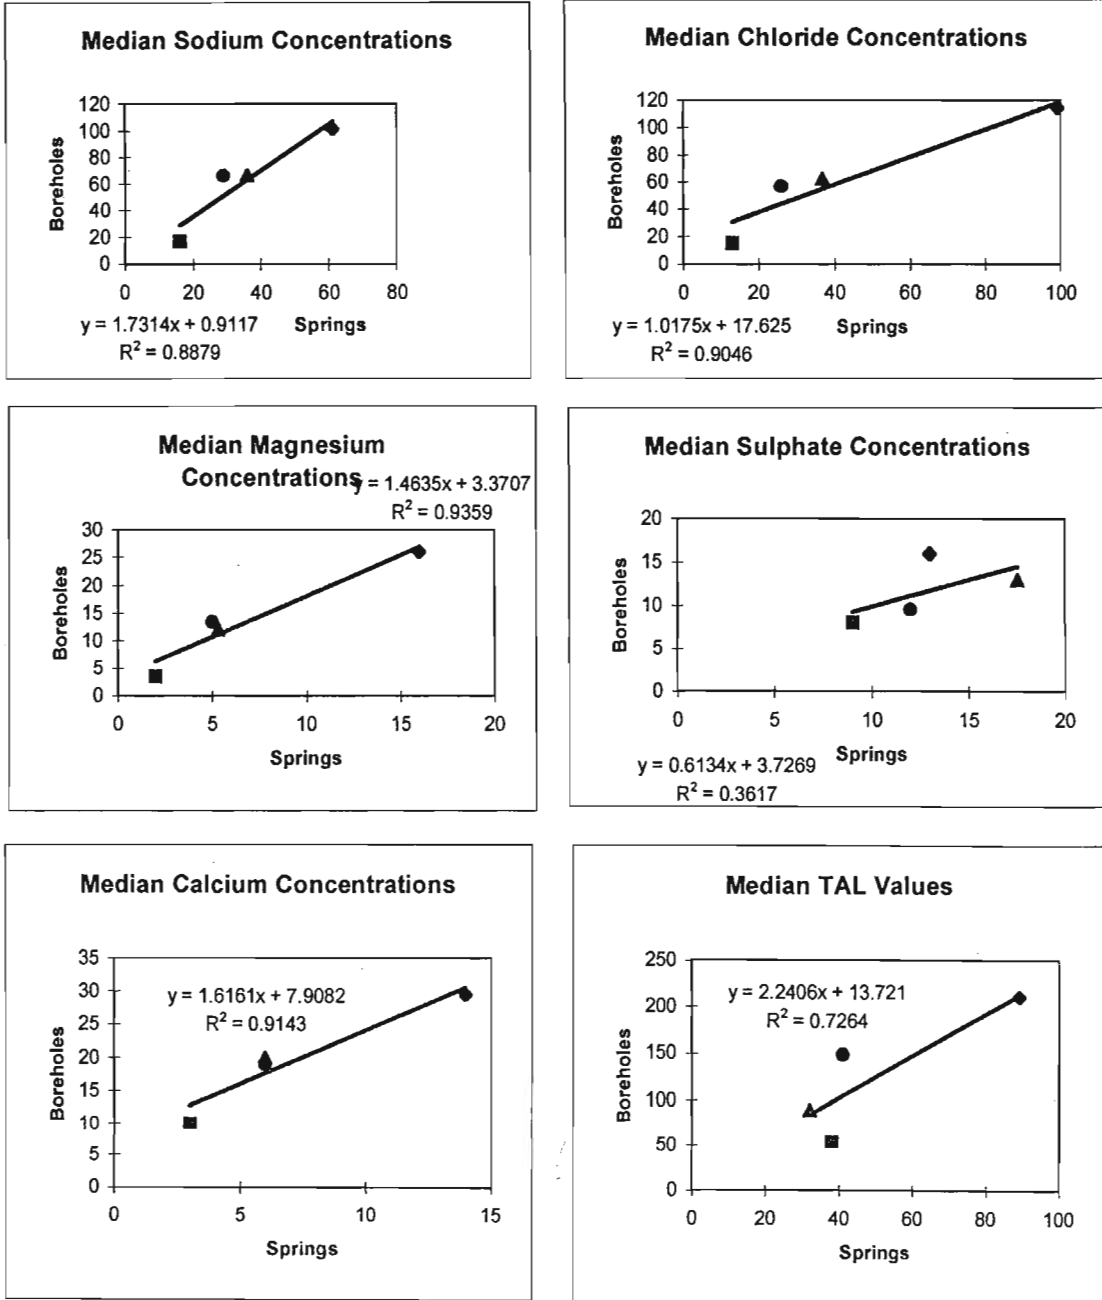 Median Sodium Concentrations
120
100
80
60
40
20
0
Boreholes
0 20 40 60 80
y = 1.7314x + 0.9117 Springs
R² = 0.8879
Median Chloride Concentrations
120
100
80
60
40
20
0
Boreholes
0 20 40 60 80 100
Springs
y = 1.0175x + 17.625
R² = 0.9046
Median Magnesium
Concentrations
y = 1.4635x + 3.3707
R² = 0.9359
30
25
20
15
10
5
0
Boreholes
0 5 10 15 20
Springs
Median Sulphate Concentrations
20
15
10
5
0
Boreholes
0 5 10 15 20
Springs
y = 0.6134x + 3.7269
R² = 0.3617
Median Calcium Concentrations
35
30
25
20
15
10
5
0
Boreholes
y = 1.6161x + 7.9082
R² = 0.9143
0 5 10 15
Springs
Median TAL Values
250
200
150
100
50
0
Boreholes
y = 2.2406x + 13.721
R² = 0.7264
0 20 40 60 80 100
Springs